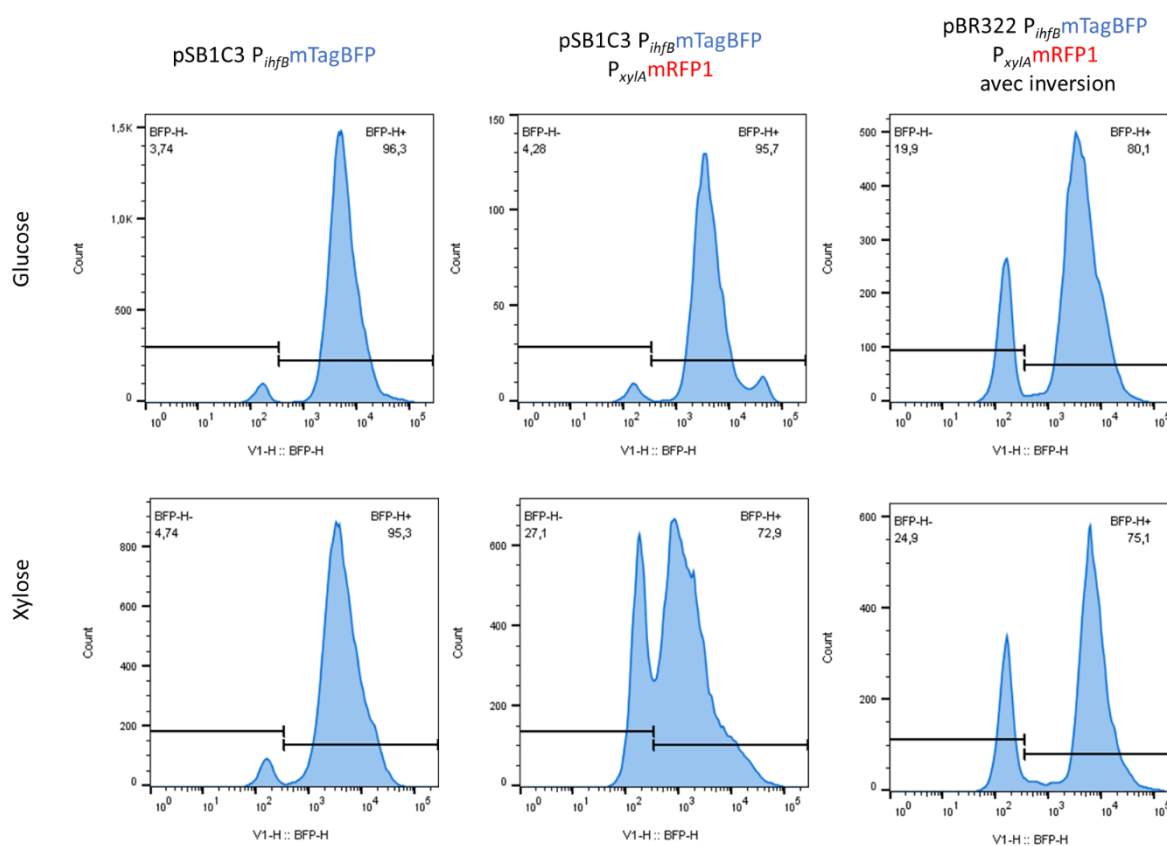 pSB1C3 PihfBmTagBFP
pSB1C3 PihfBmTagBFP
PxylAmRFP1
pBR322 PihfBmTagBFP
PxylAmRFP1
avec inversion
Glucose
BFP-H- BFP-H+
3,74 96,3
1,5K
1,0K
500
0
Count
10^0 10^1 10^2 10^3 10^4 10^5
V1-H :: BFP-H
BFP-H- BFP-H+
4,28 95,7
150
100
50
0
Count
10^0 10^1 10^2 10^3 10^4 10^5
V1-H :: BFP-H
BFP-H- BFP-H+
19,9 80,1
500
400
300
200
100
0
Count
10^0 10^1 10^2 10^3 10^4 10^5
V1-H :: BFP-H
Xylose
BFP-H- BFP-H+
4,74 95,3
800
600
400
200
0
Count
10^0 10^1 10^2 10^3 10^4 10^5
V1-H :: BFP-H
BFP-H- BFP-H+
27,1 72,9
600
400
200
0
Count
10^0 10^1 10^2 10^3 10^4 10^5
V1-H :: BFP-H
BFP-H- BFP-H+
24,9 75,1
600
400
200
0
Count
10^0 10^1 10^2 10^3 10^4 10^5
V1-H :: BFP-H